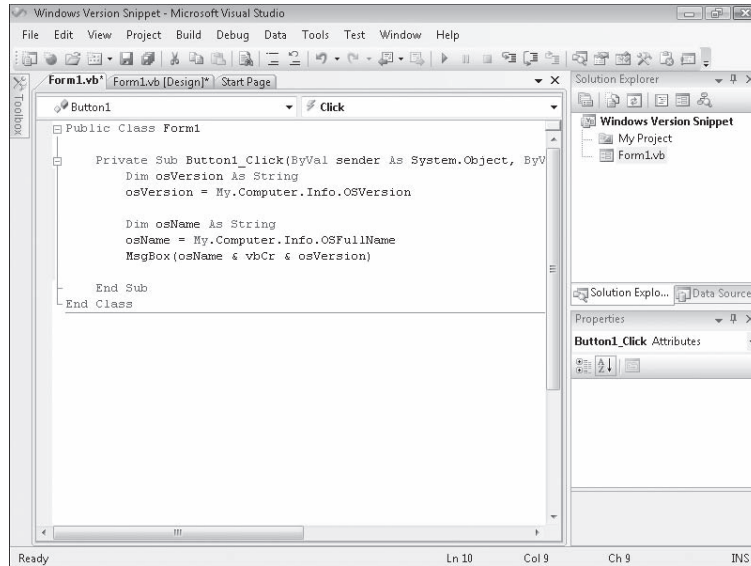 Windows Version Snippet - Microsoft Visual Studio
File Edit View Project Build Debug Data Tools Test Window Help
Toolbox
Form1.vb* Form1.vb [Design]* Start Page
Button1 Click
Public Class Form1
Private Sub Button1_Click(ByVal sender As System.Object, ByV
Dim osVersion As String
osVersion = My.Computer.Info.OSVersion
Dim osName As String
osName = My.Computer.Info.OSFullName
MsgBox(osName & vbCr & osVersion)
End Sub
End Class
Solution Explorer
Windows Version Snippet
My Project
Form1.vb
Solution Explo... Data Source
Properties
Button1_Click Attributes
Ready Ln 10 Col 9 Ch 9 INS